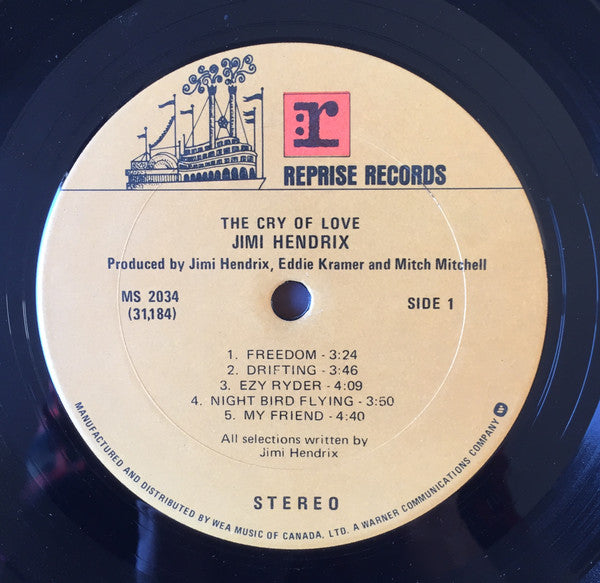 r
REPRISE RECORDS
THE CRY OF LOVE
JIMI HENDRIX
Produced by Jimi Hendrix, Eddie Kramer and Mitch Mitchell
MS 2034
(31,184)
SIDE 1
1. FREEDOM - 3:24
2. DRIFTING - 3:46
3. EZY RYDER - 4:09
4. NIGHT BIRD FLYING - 3:50
5. MY FRIEND - 4:40
All selections written by
Jimi Hendrix
STEREO
MANUFACTURED AND DISTRIBUTED BY WEA MUSIC OF CANADA, LTD. A WARNER COMMUNICATIONS COMPANY